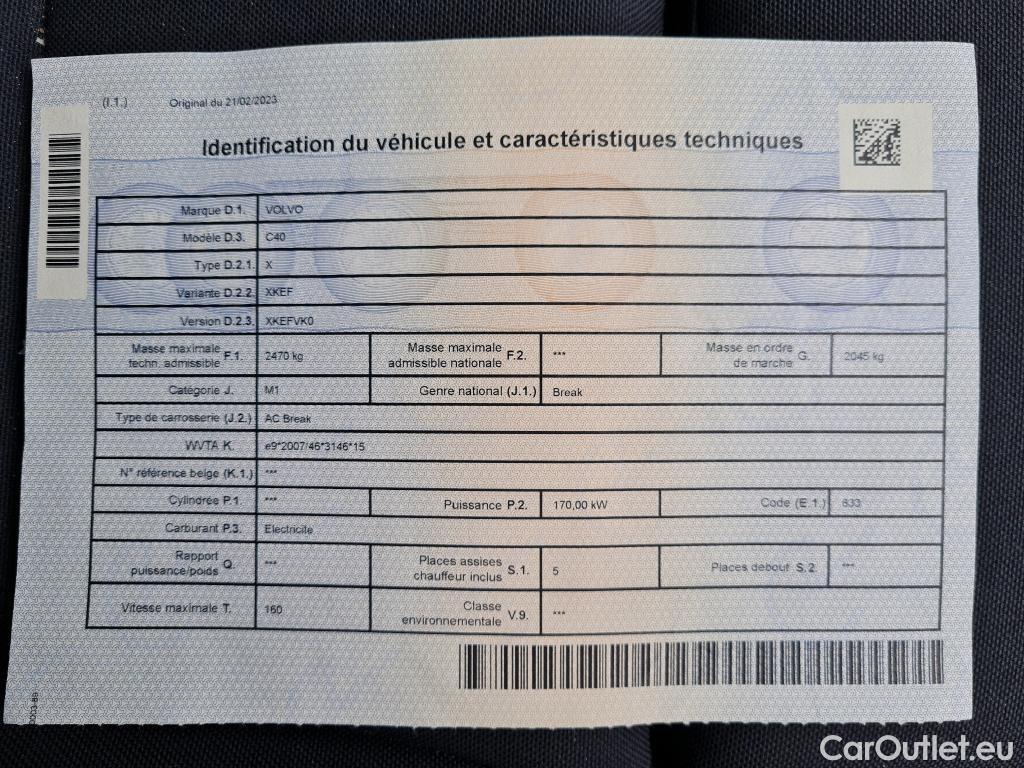 (I.1.) Original du 21/02/2023
Identification du véhicule et caractéristiques techniques
Marque D.1. VOLVO
Modèle D.3. C40
Type D.2.1. X
Variante D.2.2. XKEF
Version D.2.3. XKEFVK0
Masse maximale
techn. admissible F.1. 2470 kg
Masse maximale
admissible nationale F.2. ***
Masse en ordre
de marche G. 2045 kg
Catégorie J. M1 Genre national (J.1.) Break
Type de carrosserie (J.2.) AC Break
WVTA K. e9*2007/46*3146*15
N° référence belge (K.1.) ***
Cylindrée P.1. *** Puissance P.2. 170,00 kW Code (E.1.) 633
Carburant P.3. Electricite
Rapport
puissance/poids Q. ***
Places assises
chauffeur inclus S.1. 5
Places debout S.2. ***
Vitesse maximale T. 160
Classe
environnementale V.9. ***
CarOutlet.eu